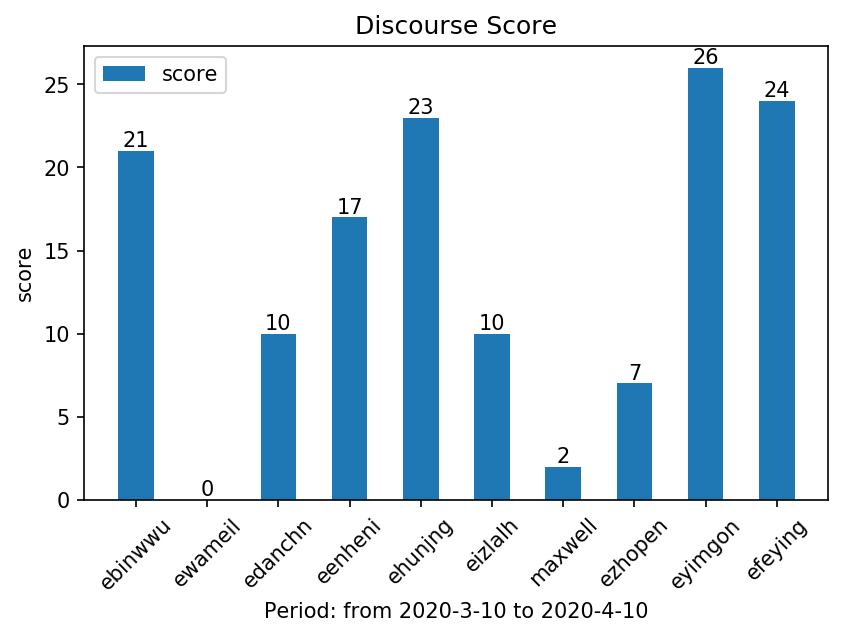 Discourse Score
score
26
25
24
23
21
20
17
15
score
10
10
10
7
5
2
0
0
ebinwwu
ewameil
edanchn
eenheni
ehunjng
eizlalh
maxwell
ezhopen
eyimgon
efeying
Period: from 2020-3-10 to 2020-4-10